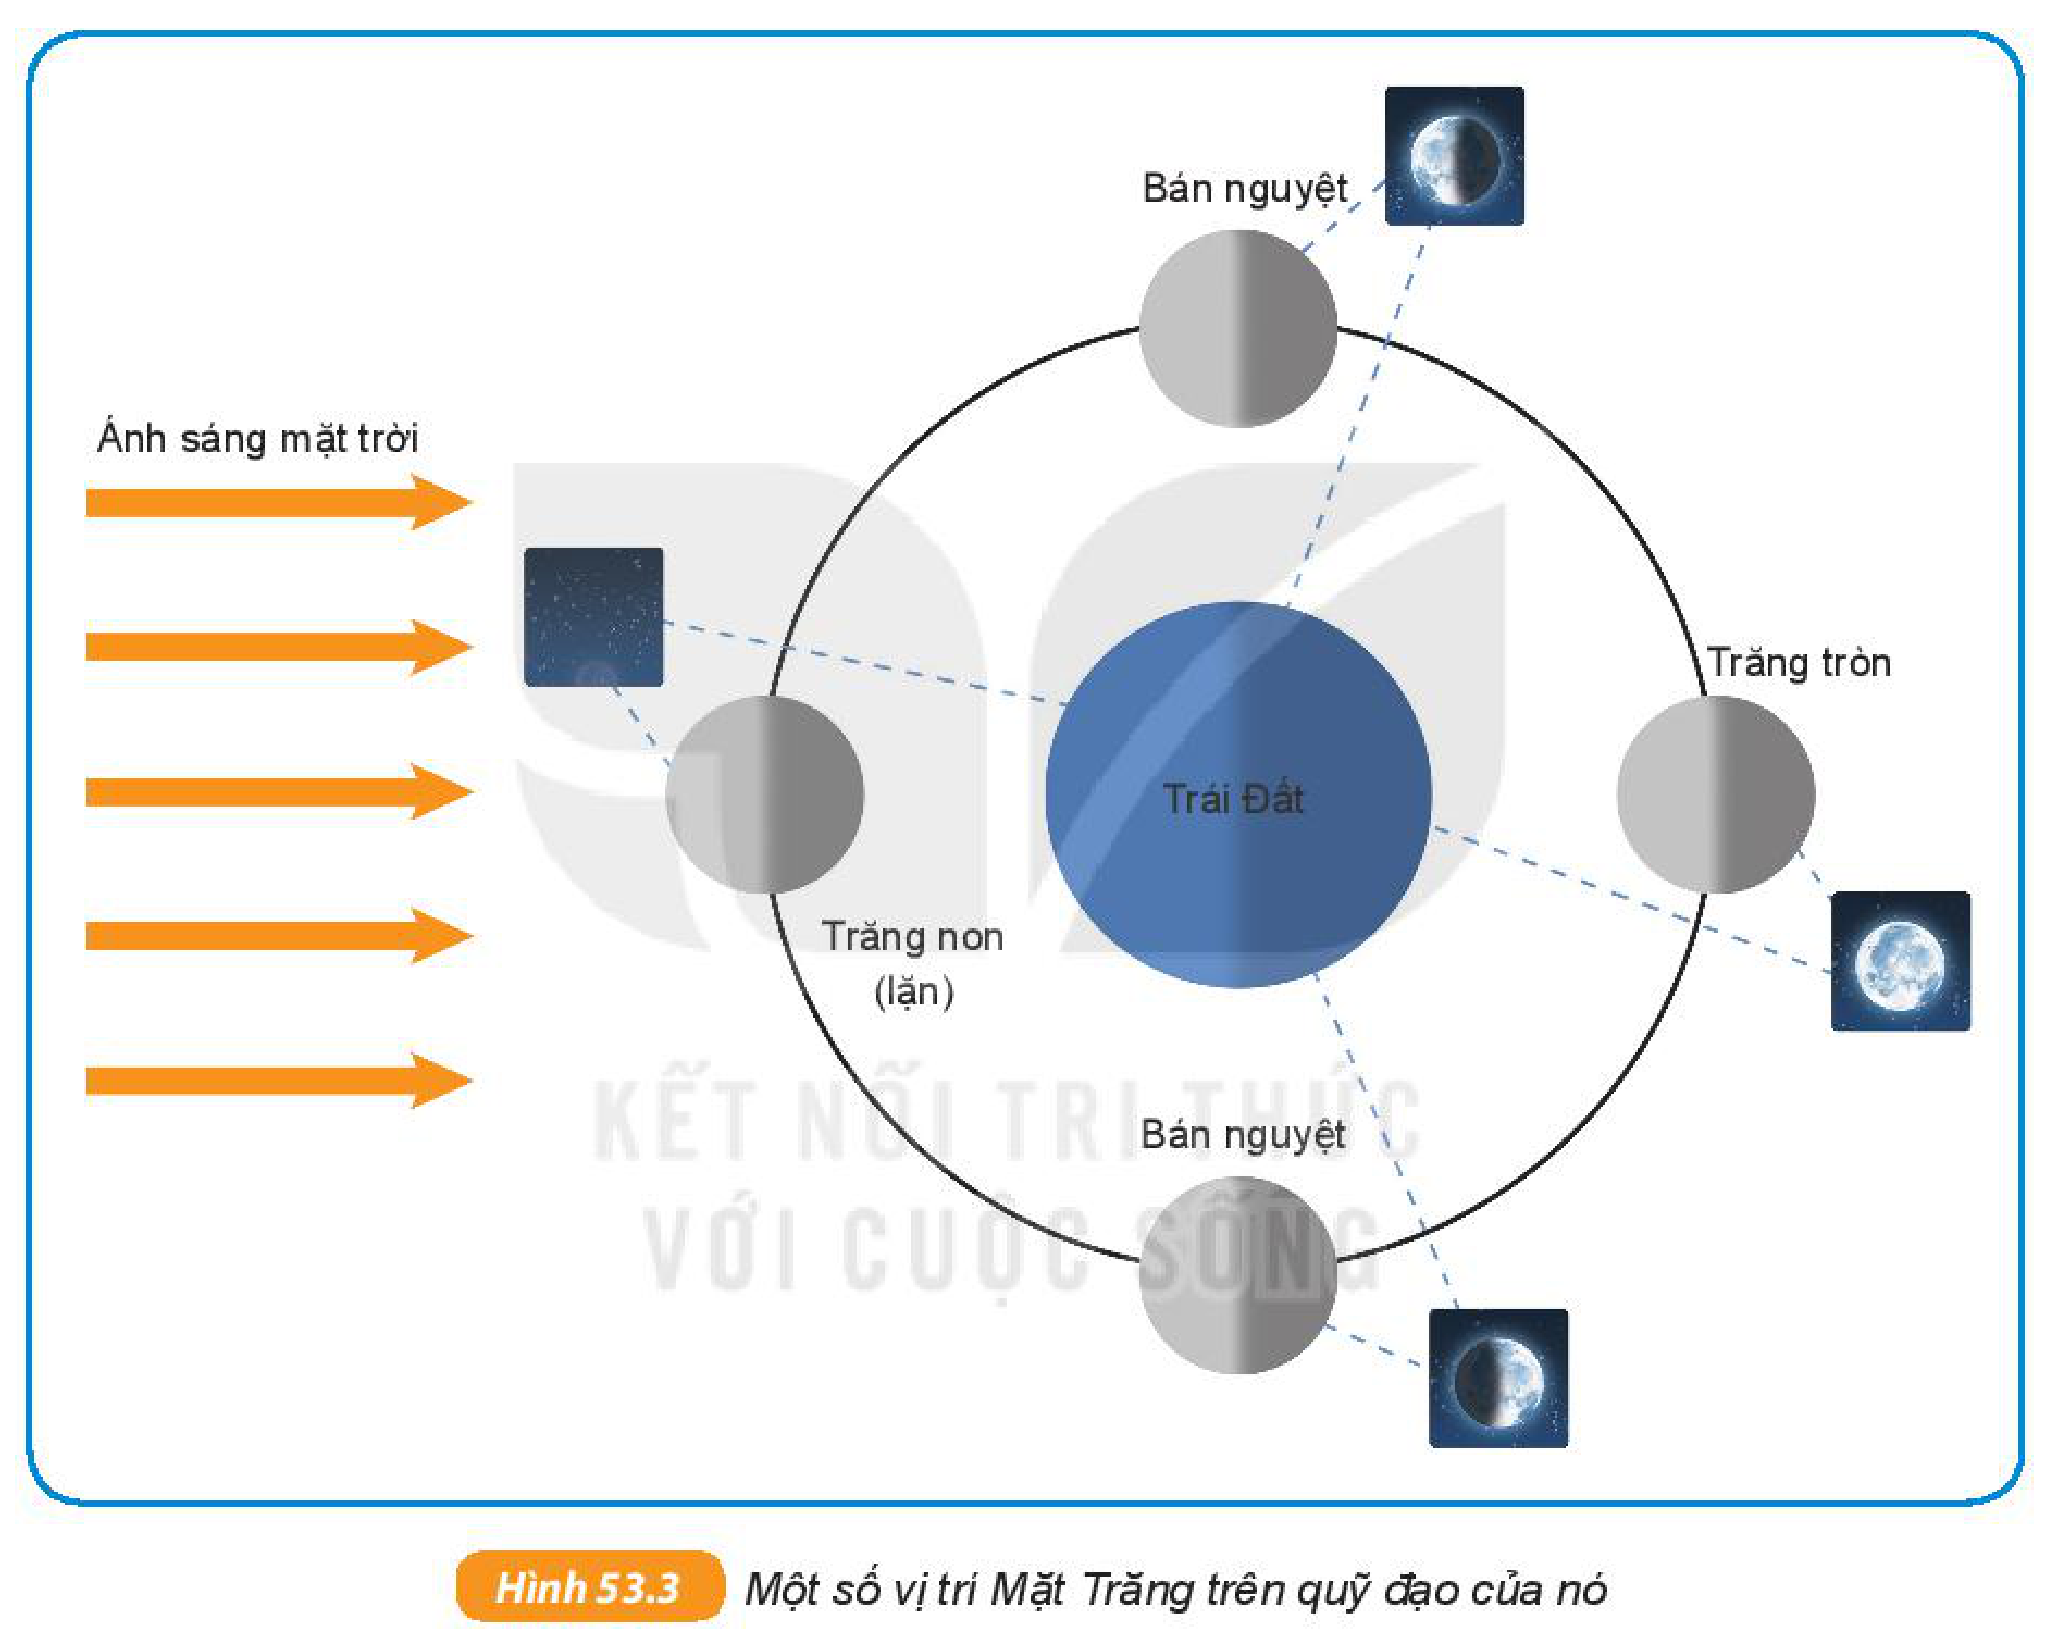 Bán nguyệt
Ánh sáng mặt trời
Trăng tròn
Trái Đất
Trăng non
(lặn)
KẾT NỐI TRI THỨC
VỚI CUỘC SỐNG
Bán nguyệt
Hình 53.3 Một số vị trí Mặt Trăng trên quỹ đạo của nó